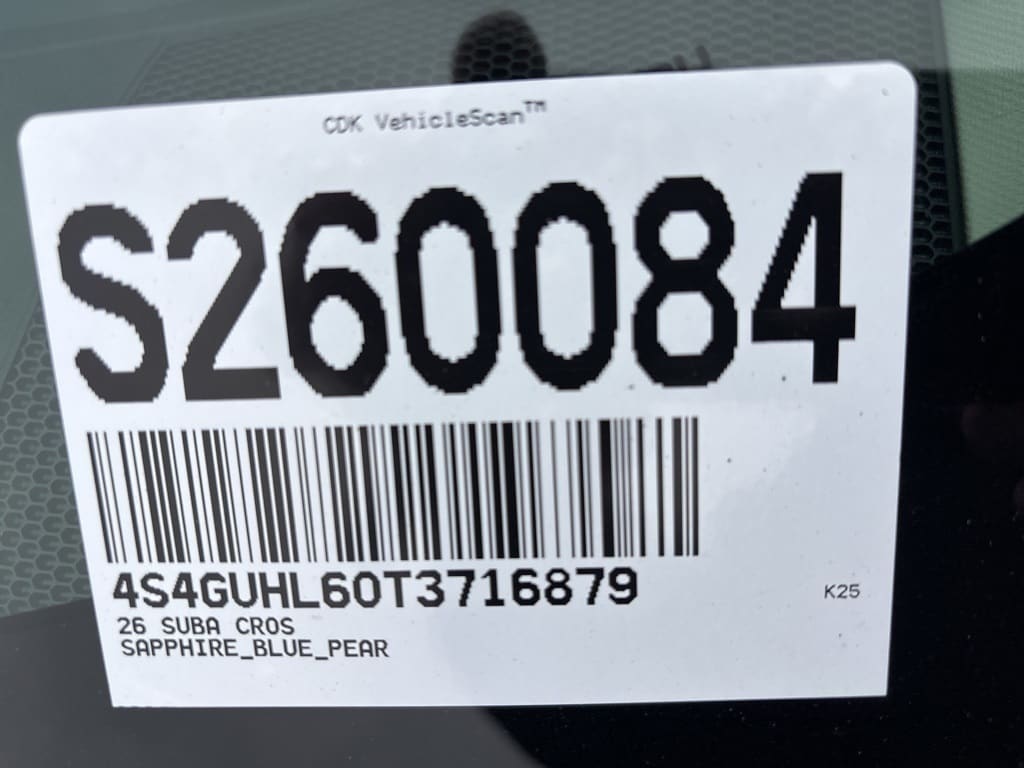 CDK VehicleScan™
S260084
4S4GUHL60T3716879
K25
26 SUBA CROS
SAPPHIRE_BLUE_PEAR